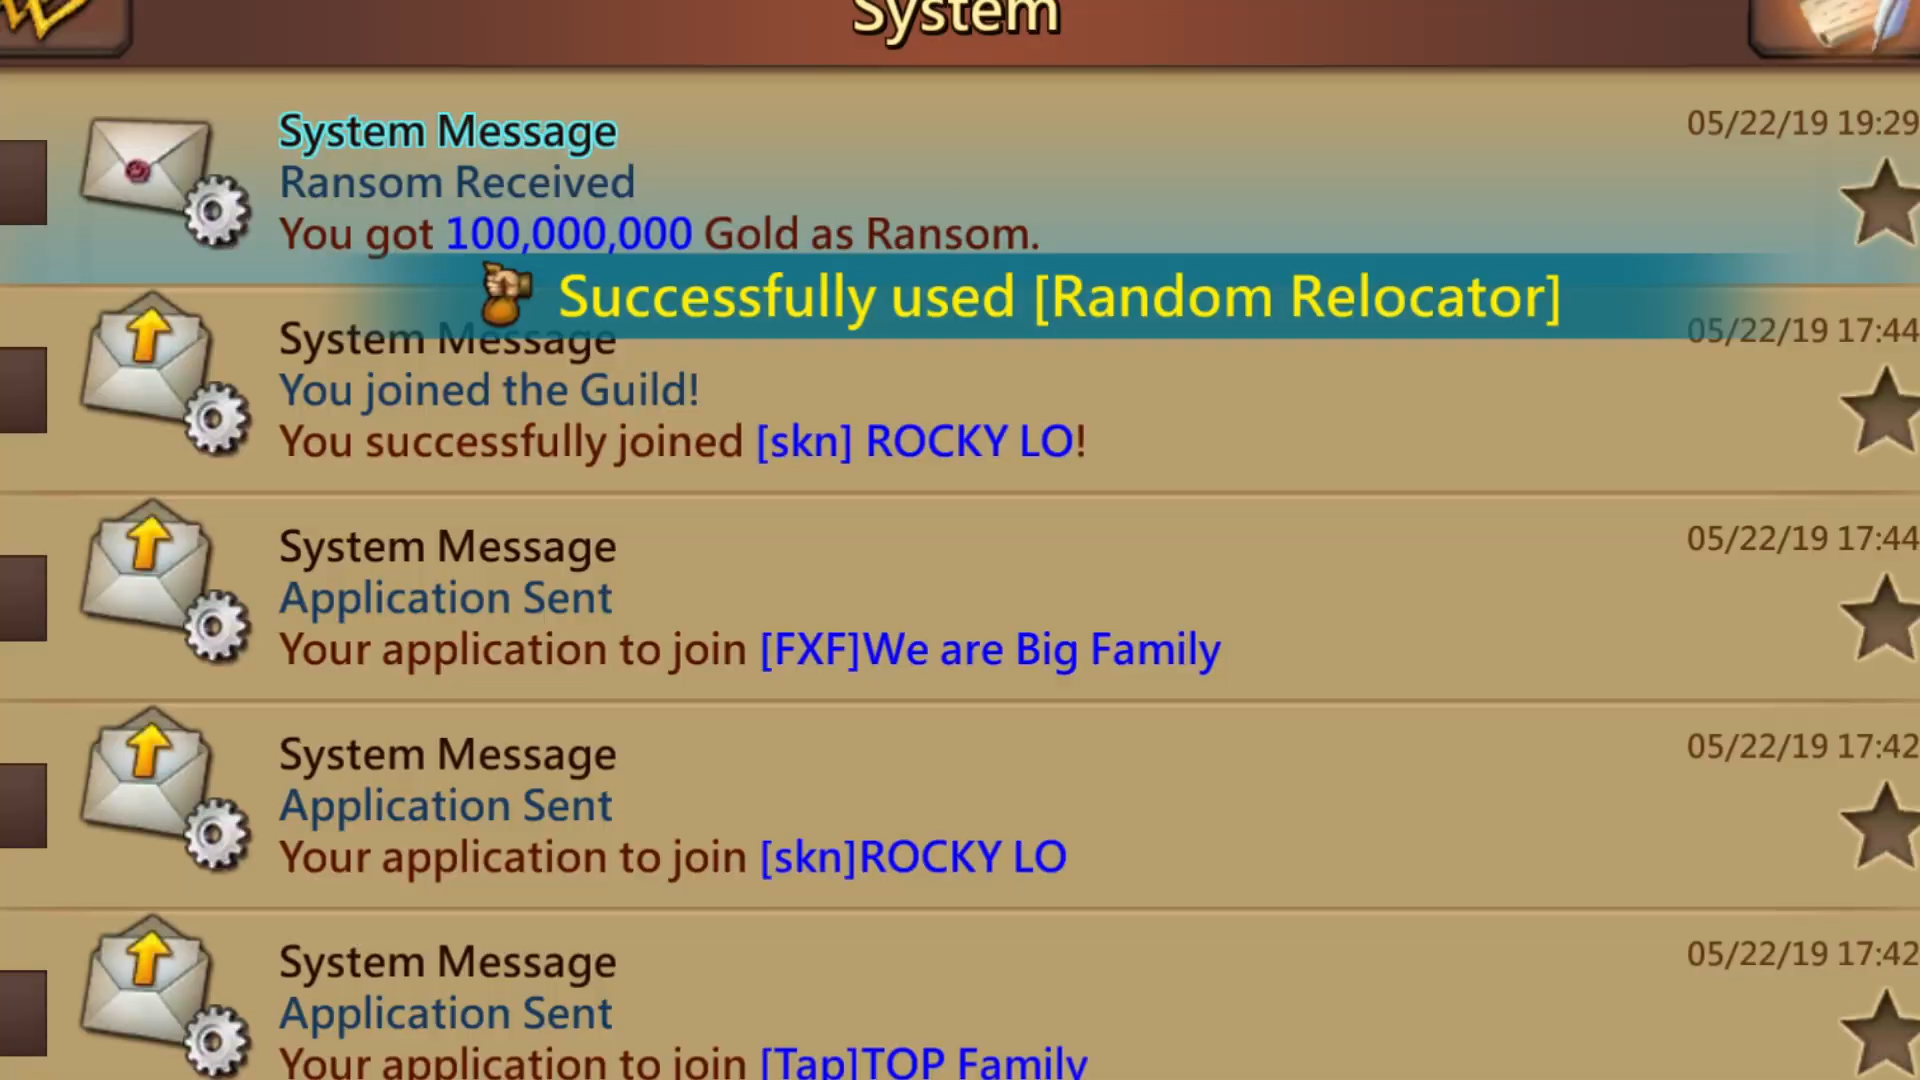 System
System Message
05/22/19 19:29
Ransom Received
You got 100,000,000 Gold as Ransom.
Successfully used [Random Relocator]
System Message
05/22/19 17:44
You joined the Guild!
You successfully joined [skn] ROCKY LO!
System Message
05/22/19 17:44
Application Sent
Your application to join [FXF]We are Big Family
System Message
05/22/19 17:42
Application Sent
Your application to join [skn]ROCKY LO
System Message
05/22/19 17:42
Application Sent
Your application to join [Tap]TOP Family